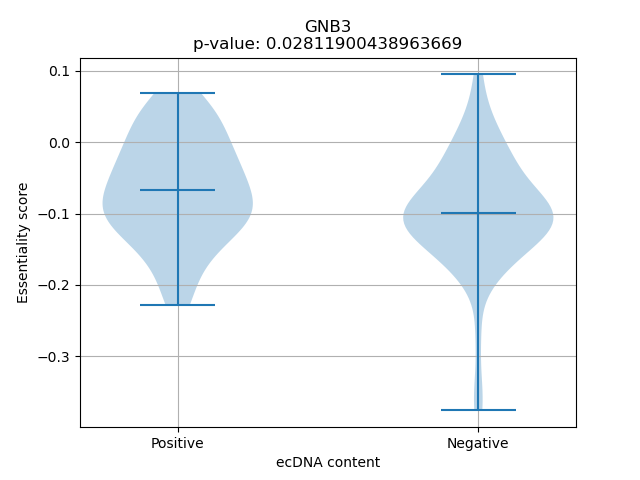 GNB3
p-value: 0.02811900438963669
Essentiality score
0.1
0.0
−0.1
−0.2
−0.3
Positive
Negative
ecDNA content